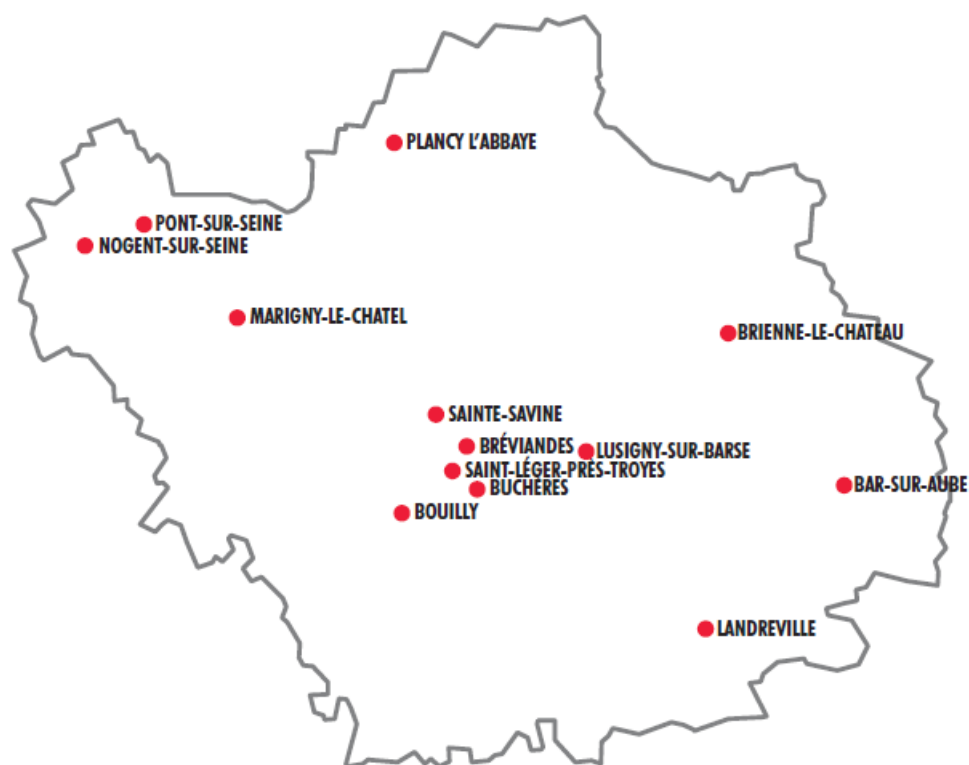 PLANCY L'ABBAYE
PONT-SUR-SEINE
NOGENT-SUR-SEINE
MARIGNY-LE-CHATEL
BRIENNE-LE-CHATEAU
SAINTE-SAVINE
BRÉVIANDES
LUSIGNY-SUR-BARSE
SAINT-LÉGER-PRÈS-TROYES
BUCHÈRES
BAR-SUR-AUBE
BOUILLY
LANDREVILLE